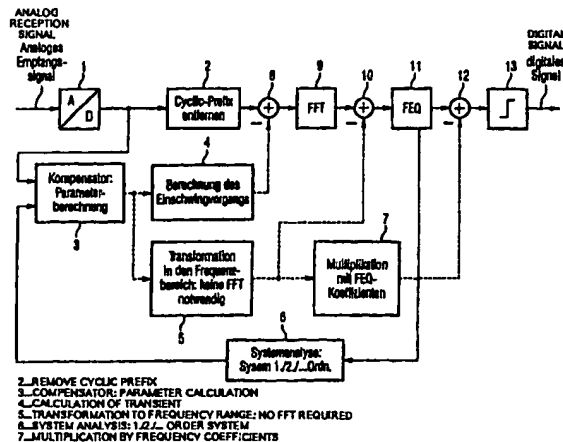 ANALOG
RECEPTION
SIGNAL
Analoges
Empfangs-
signal
1
A
D
2
Cyclic-Prefix
entfernen
8
+
–
9
FFT
10
+
–
11
FEQ
12
+
–
13
DIGITAL
SIGNAL
digitales
Signal
Kompensator:
Parameter-
berechnung
3
4
Berechnung des
Einschwingvorgangs
Transformation
in den Frequenz-
bereich: keine FFT
notwendig
5
7
Multiplikation
mit FEQ-
Koeffizienten
6
Systemanalyse:
Sysem 1./2./...Ordn.
2...REMOVE CYCLIC PREFIX
3...COMPENSATOR: PARAMETER CALCULATION
4...CALCULATION OF TRANSIENT
5...TRANSFORMATION TO FREQUENCY RANGE: NO FFT REQUIRED
6...SYSTEM ANALYSIS: 1./2./... ORDER SYSTEM
7...MULTIPLICATION BY FREQUENCY COEFFICIENTS